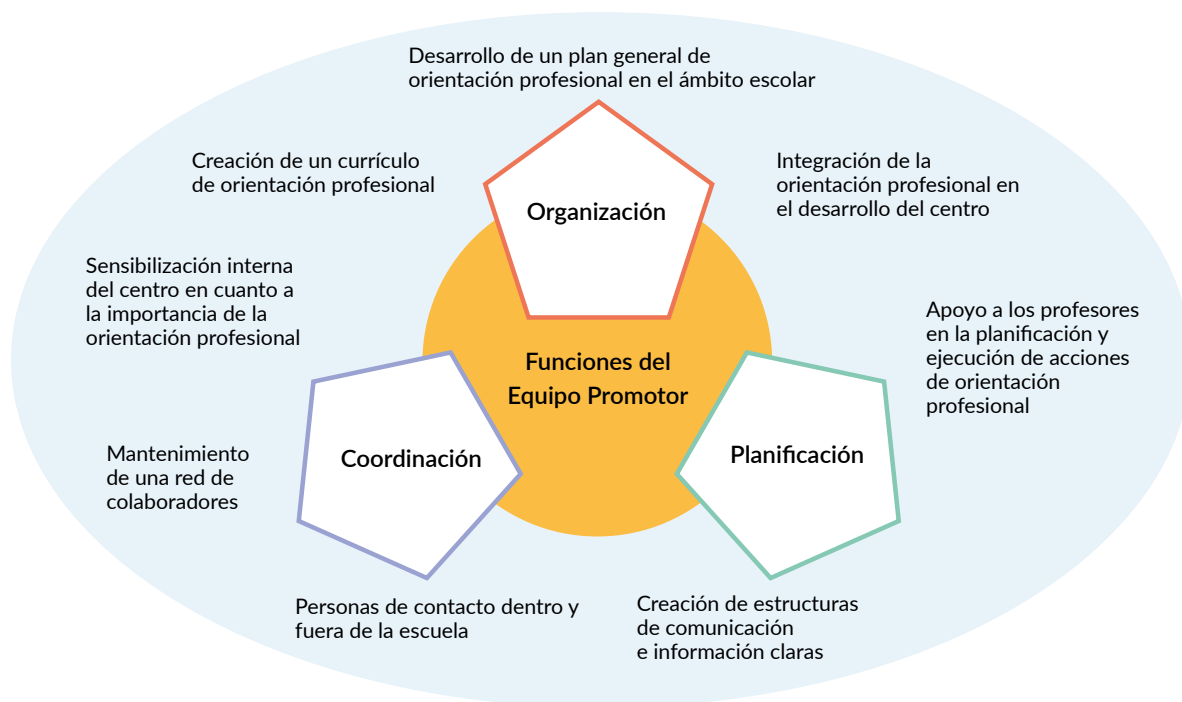 Desarrollo de un plan general de
orientación profesional en el ámbito escolar
Creación de un currículo
de orientación profesional
Integración de la
orientación profesional en
el desarrollo del centro
Organización
Sensibilización interna
del centro en cuanto a
la importancia de la
orientación profesional
Apoyo a los profesores
en la planificación y
ejecución de acciones
de orientación
profesional
Funciones del
Equipo Promotor
Coordinación
Planificación
Mantenimiento
de una red de
colaboradores
Personas de contacto dentro y
fuera de la escuela
Creación de estructuras
de comunicación
e información claras